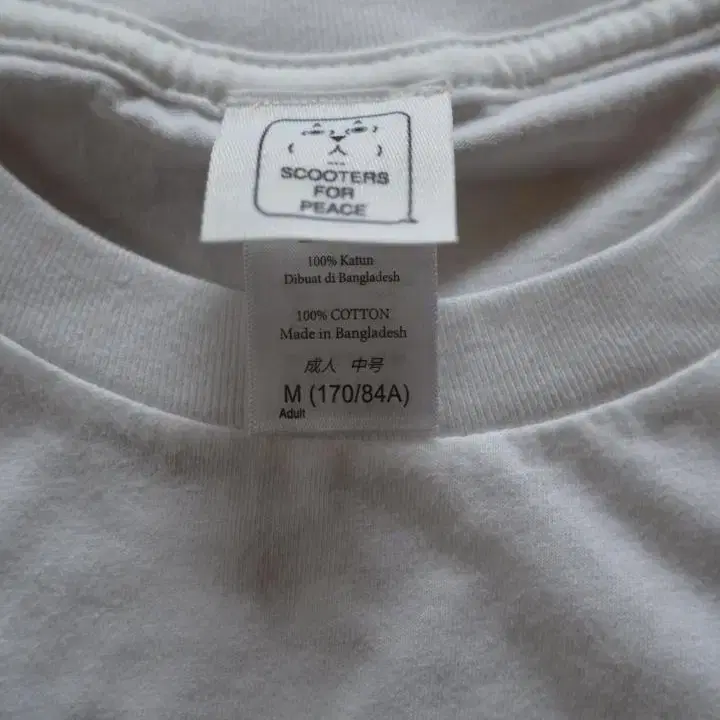 SCOOTERS
FOR
PEACE
100% Katun
Dibuat di Bangladesh
100% COTTON
Made in Bangladesh
成人 中号
M (170/84A)
Adult